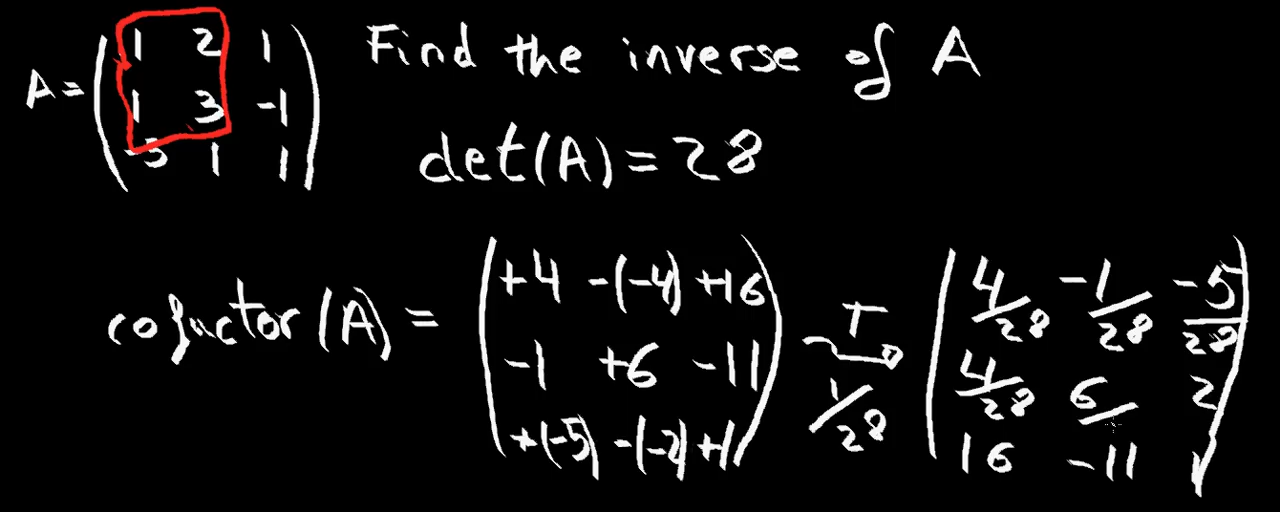 A = ( 1 2 1 Find the inverse of A
1 3 -1
-5 1 1 ) det(A) = 28
cofactor(A) = ( +4 -(-4) +16 T ( 4/28 -1/28 -5/28
-1 +6 -11 1/28 4/28 6/ 2
+(-5) -(-2) +1 ) 16 -11 1 )